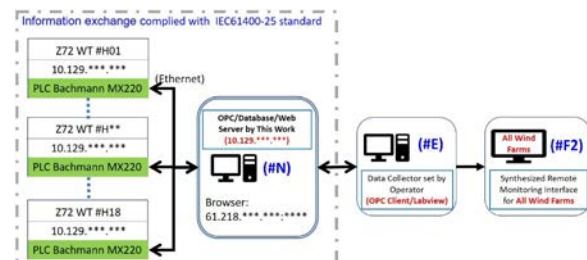 Information exchange complied with IEC61400-25 standard
Z72 WT #H01
10.129.***.***
PLC Bachmann MX220
(Ethernet)
Z72 WT #H**
10.129.***.***
PLC Bachmann MX220
Z72 WT #H18
10.129.***.***
PLC Bachmann MX220
OPC/Database/Web
Server by This Work
(10.129.***.***)
(#N)
Browser:
61.218.***.***:****
(#E)
Data Collector set by
Operator
(OPC Client/Labview)
All Wind
Farms
(#F2)
Synthesized Remote
Monitoring Interface
for All Wind Farms